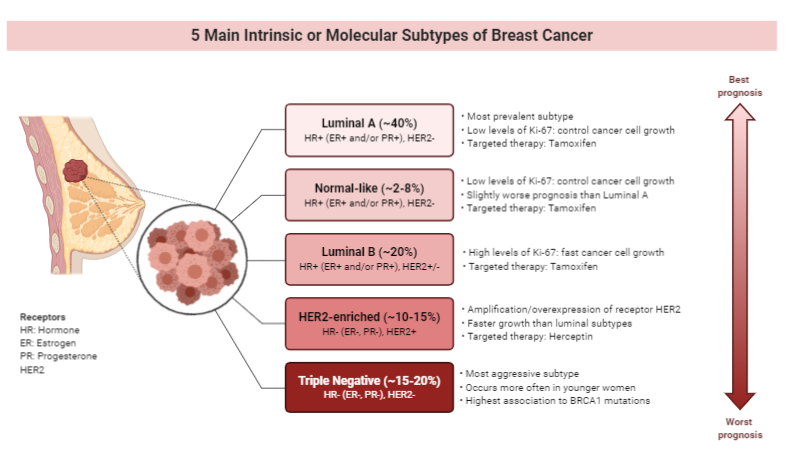 5 Main Intrinsic or Molecular Subtypes of Breast Cancer
Best
prognosis
Luminal A (~40%)
HR+ (ER+ and/or PR+), HER2-
• Most prevalent subtype
• Low levels of Ki-67: control cancer cell growth
• Targeted therapy: Tamoxifen
Normal-like (~2-8%)
HR+ (ER+ and/or PR+), HER2-
• Low levels of Ki-67: control cancer cell growth
• Slightly worse prognosis than Luminal A
• Targeted therapy: Tamoxifen
Luminal B (~20%)
HR+ (ER+ and/or PR+), HER2+/-
• High levels of Ki-67: fast cancer cell growth
• Targeted therapy: Tamoxifen
HER2-enriched (~10-15%)
HR- (ER-, PR-), HER2+
• Amplification/overexpression of receptor HER2
• Faster growth than luminal subtypes
• Targeted therapy: Herceptin
Triple Negative (~15-20%)
HR- (ER-, PR-), HER2-
• Most aggressive subtype
• Occurs more often in younger women
• Highest association to BRCA1 mutations
Receptors
HR: Hormone
ER: Estrogen
PR: Progesterone
HER2
Worst
prognosis